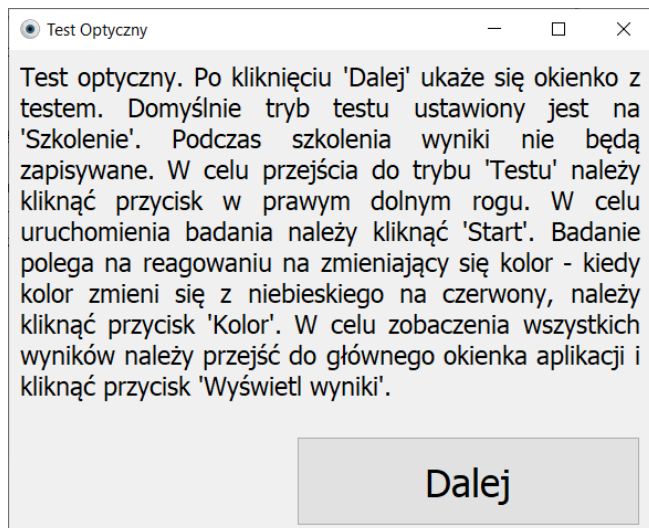 Test Optyczny
Test optyczny. Po kliknięciu 'Dalej' ukaże się okienko z
testem. Domyślnie tryb testu ustawiony jest na
'Szkolenie'. Podczas szkolenia wyniki nie będą
zapisywane. W celu przejścia do trybu 'Testu' należy
kliknąć przycisk w prawym dolnym rogu. W celu
uruchomienia badania należy kliknąć 'Start'. Badanie
polega na reagowaniu na zmieniający się kolor - kiedy
kolor zmieni się z niebieskiego na czerwony, należy
kliknąć przycisk 'Kolor'. W celu zobaczenia wszystkich
wyników należy przejść do głównego okienka aplikacji i
kliknąć przycisk 'Wyświetl wyniki'.
Dalej